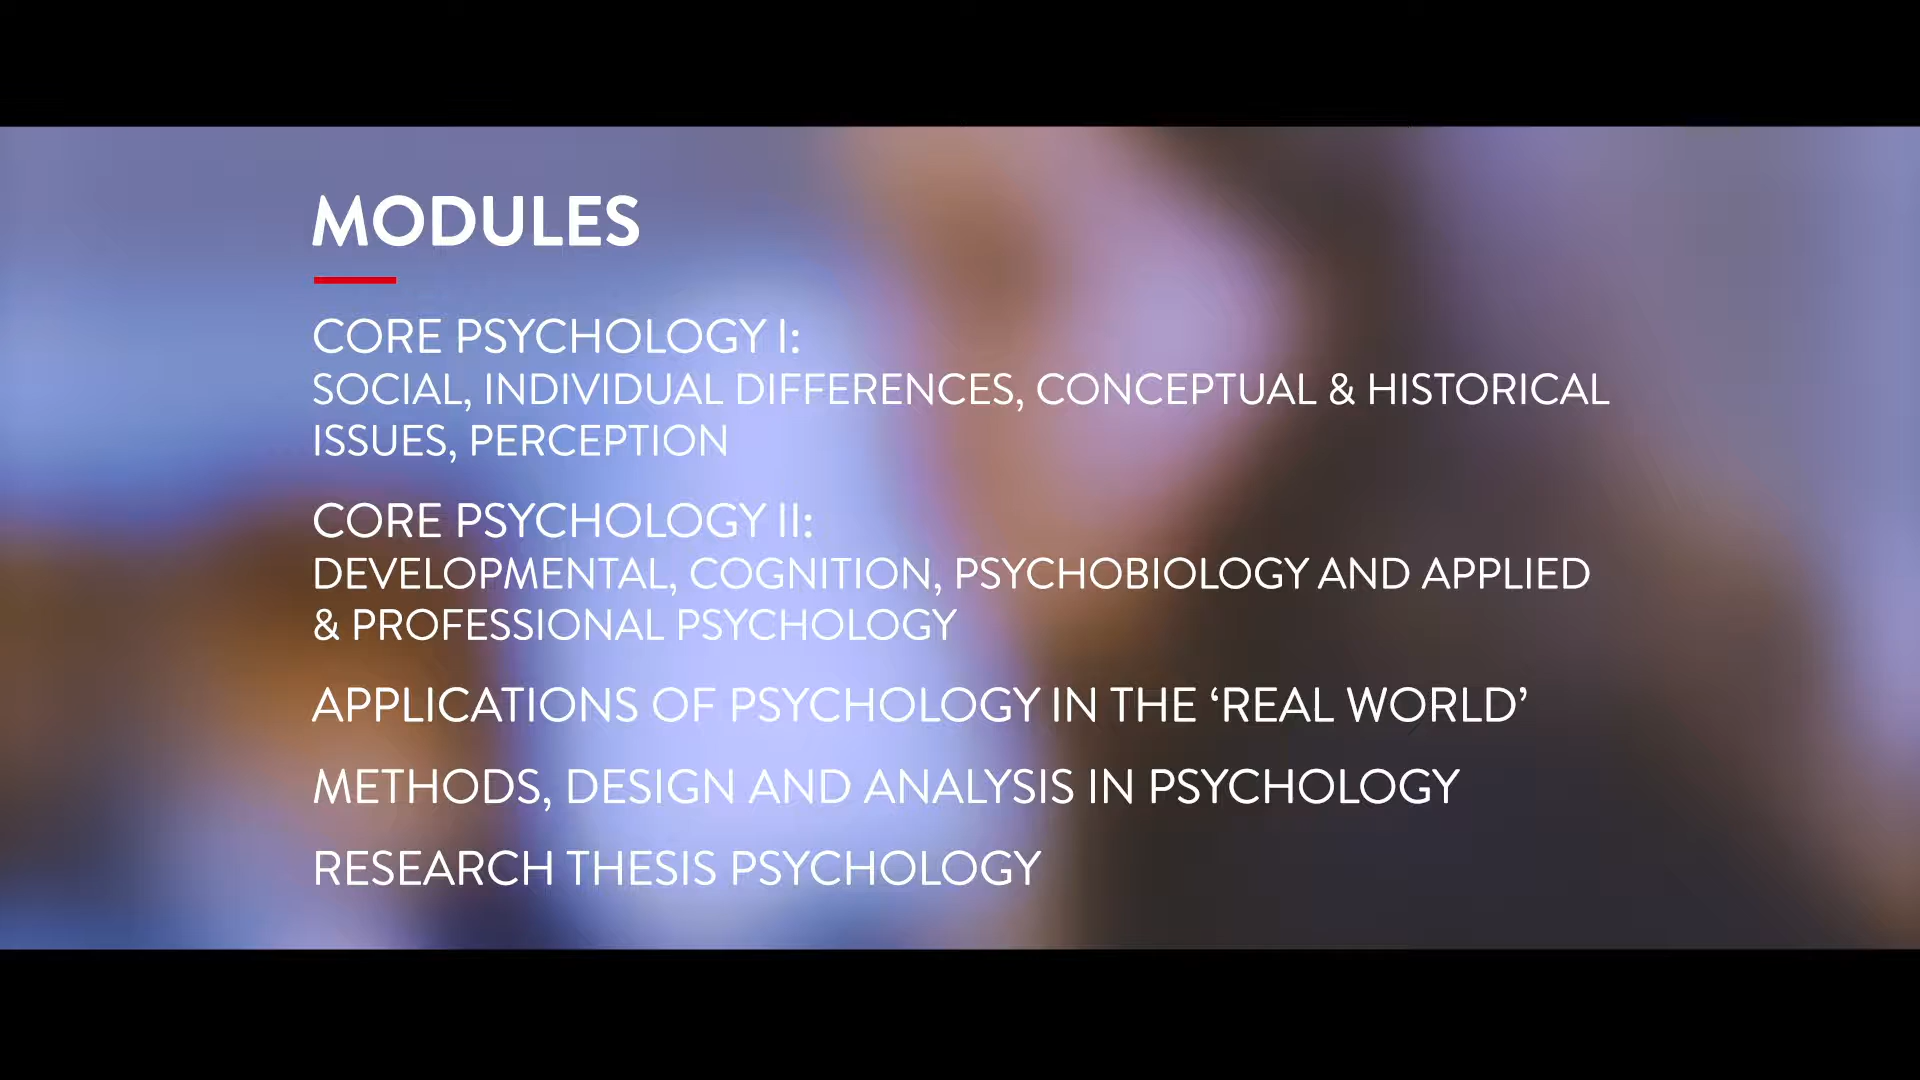 MODULES
CORE PSYCHOLOGY I:
SOCIAL, INDIVIDUAL DIFFERENCES, CONCEPTUAL & HISTORICAL
ISSUES, PERCEPTION
CORE PSYCHOLOGY II:
DEVELOPMENTAL, COGNITION, PSYCHOBIOLOGY AND APPLIED
& PROFESSIONAL PSYCHOLOGY
APPLICATIONS OF PSYCHOLOGY IN THE ‘REAL WORLD’
METHODS, DESIGN AND ANALYSIS IN PSYCHOLOGY
RESEARCH THESIS PSYCHOLOGY